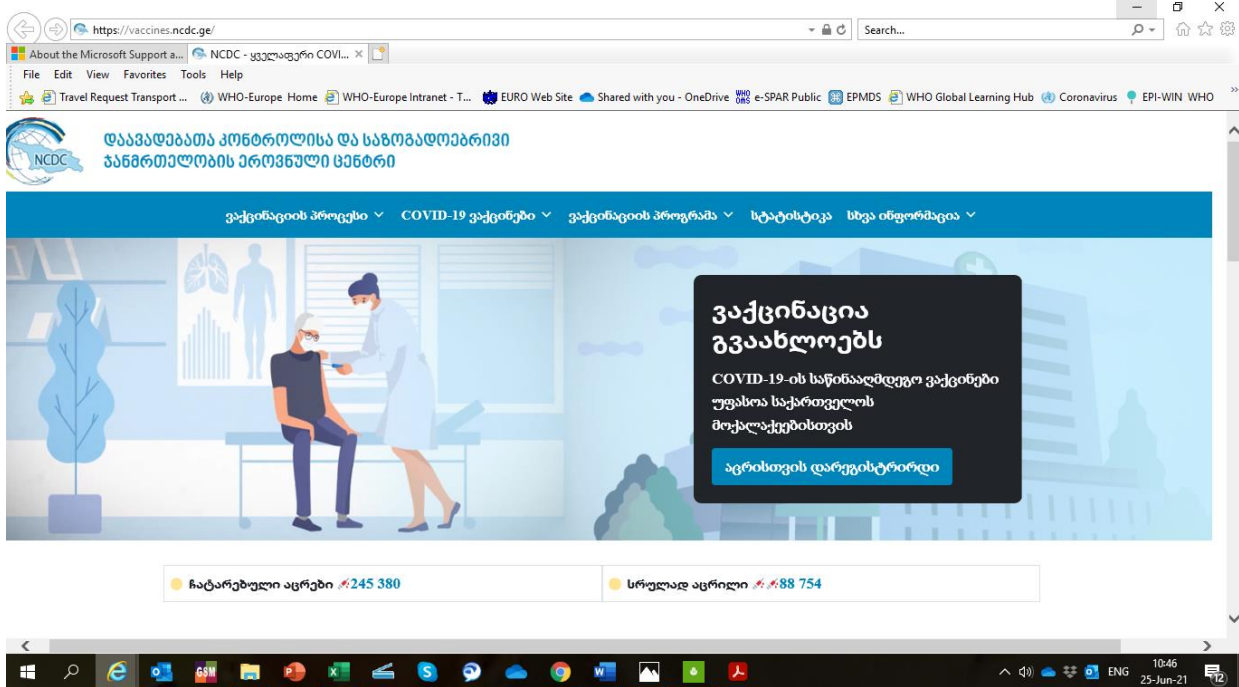 https://vaccines.ncdc.ge/
Search...
About the Microsoft Support a...
NCDC - ყველაფერი COVI...
File Edit View Favorites Tools Help
Travel Request Transport ... WHO-Europe Home WHO-Europe Intranet - T... EURO Web Site Shared with you - OneDrive e-SPAR Public EPMDS WHO Global Learning Hub Coronavirus EPI-WIN WHO
NCDC
დაავადებათა კონტროლისა და საზოგადოებრივი
ჯანმრთელობის ეროვნული ცენტრი
ვაქცინაციის პროცესი COVID-19 ვაქცინები ვაქცინაციის პროგრამა სტატისტიკა სხვა ინფორმაცია
ვაქცინაცია
გვაახლოებს
COVID-19-ის საწინააღმდეგო ვაქცინები
უფასოა საქართველოს
მოქალაქეებისთვის
აცრისთვის დარეგისტრირდი
ჩატარებული აცრები 245 380
სრულად აცრილი 88 754
GSM
ENG
10:46
25-Jun-21
12